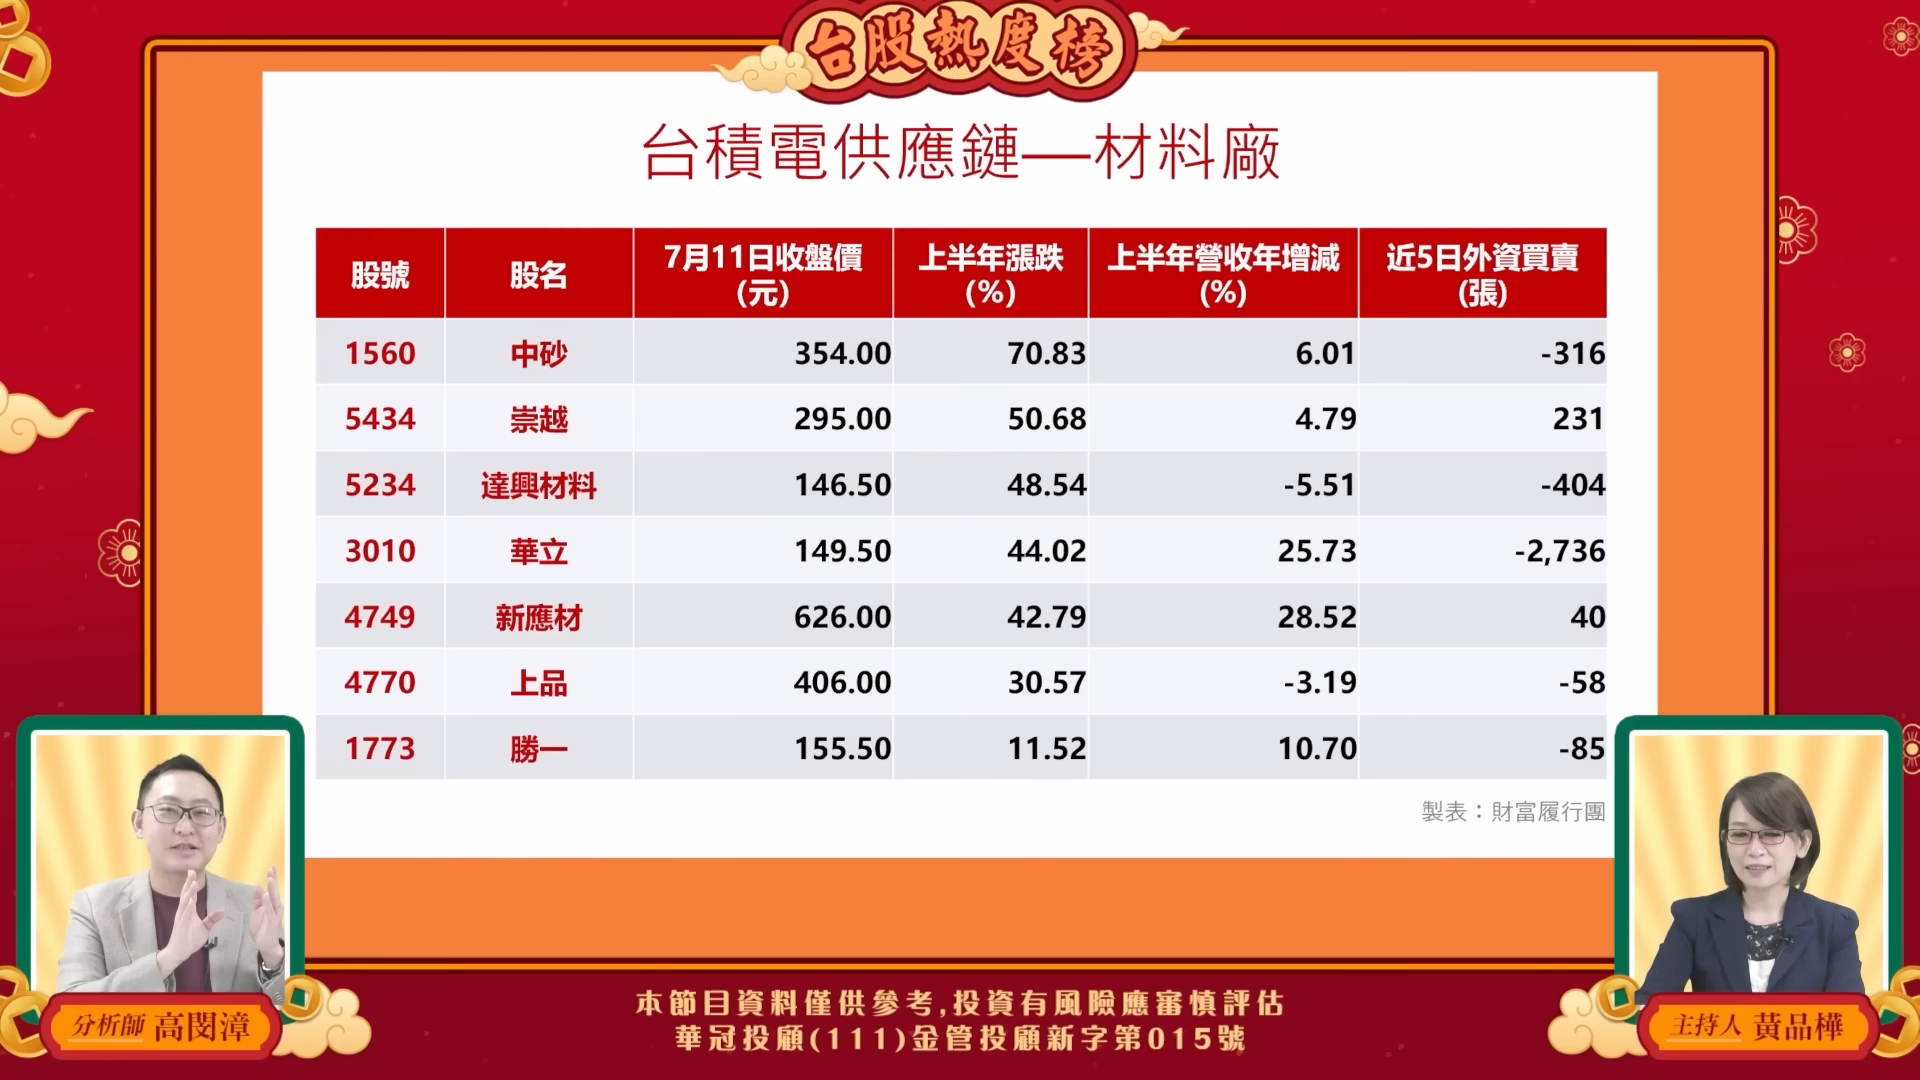 台股熱度榜
台積電供應鏈—材料廠
股號 股名 7月11日收盤價(元) 上半年漲跌(%) 上半年營收年增減(%) 近5日外資買賣(張)
1560 中砂 354.00 70.83 6.01 -316
5434 崇越 295.00 50.68 4.79 231
5234 達興材料 146.50 48.54 -5.51 -404
3010 華立 149.50 44.02 25.73 -2,736
4749 新應材 626.00 42.79 28.52 40
4770 上品 406.00 30.57 -3.19 -58
1773 勝一 155.50 11.52 10.70 -85
製表：財富履行團
分析師 高閔漳
本節目資料僅供參考,投資有風險應審慎評估
華冠投顧(111)金管投顧新字第015號
主持人 黃品樺